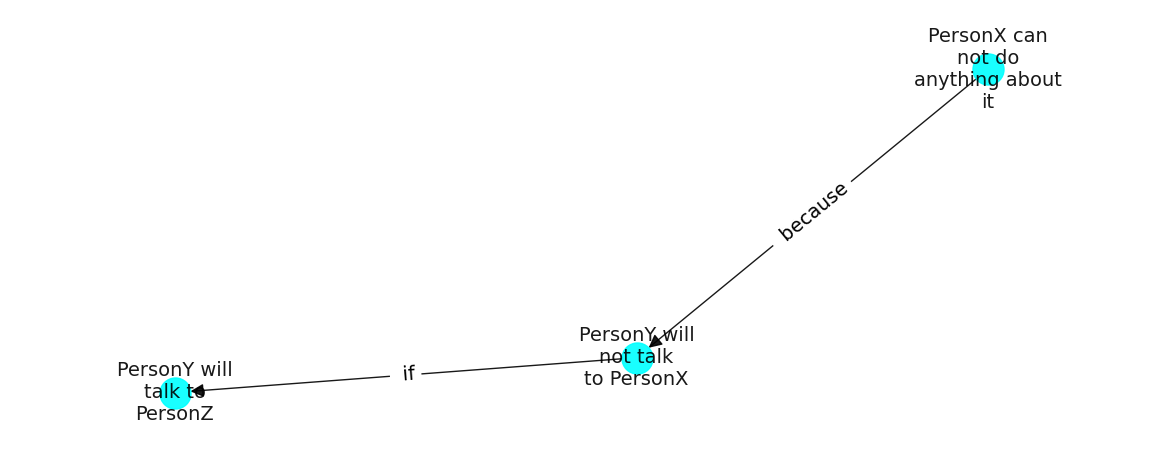 PersonX can
not do
anything about
it
because
PersonY will
not talk
to PersonX
if
PersonY will
talk to
PersonZ